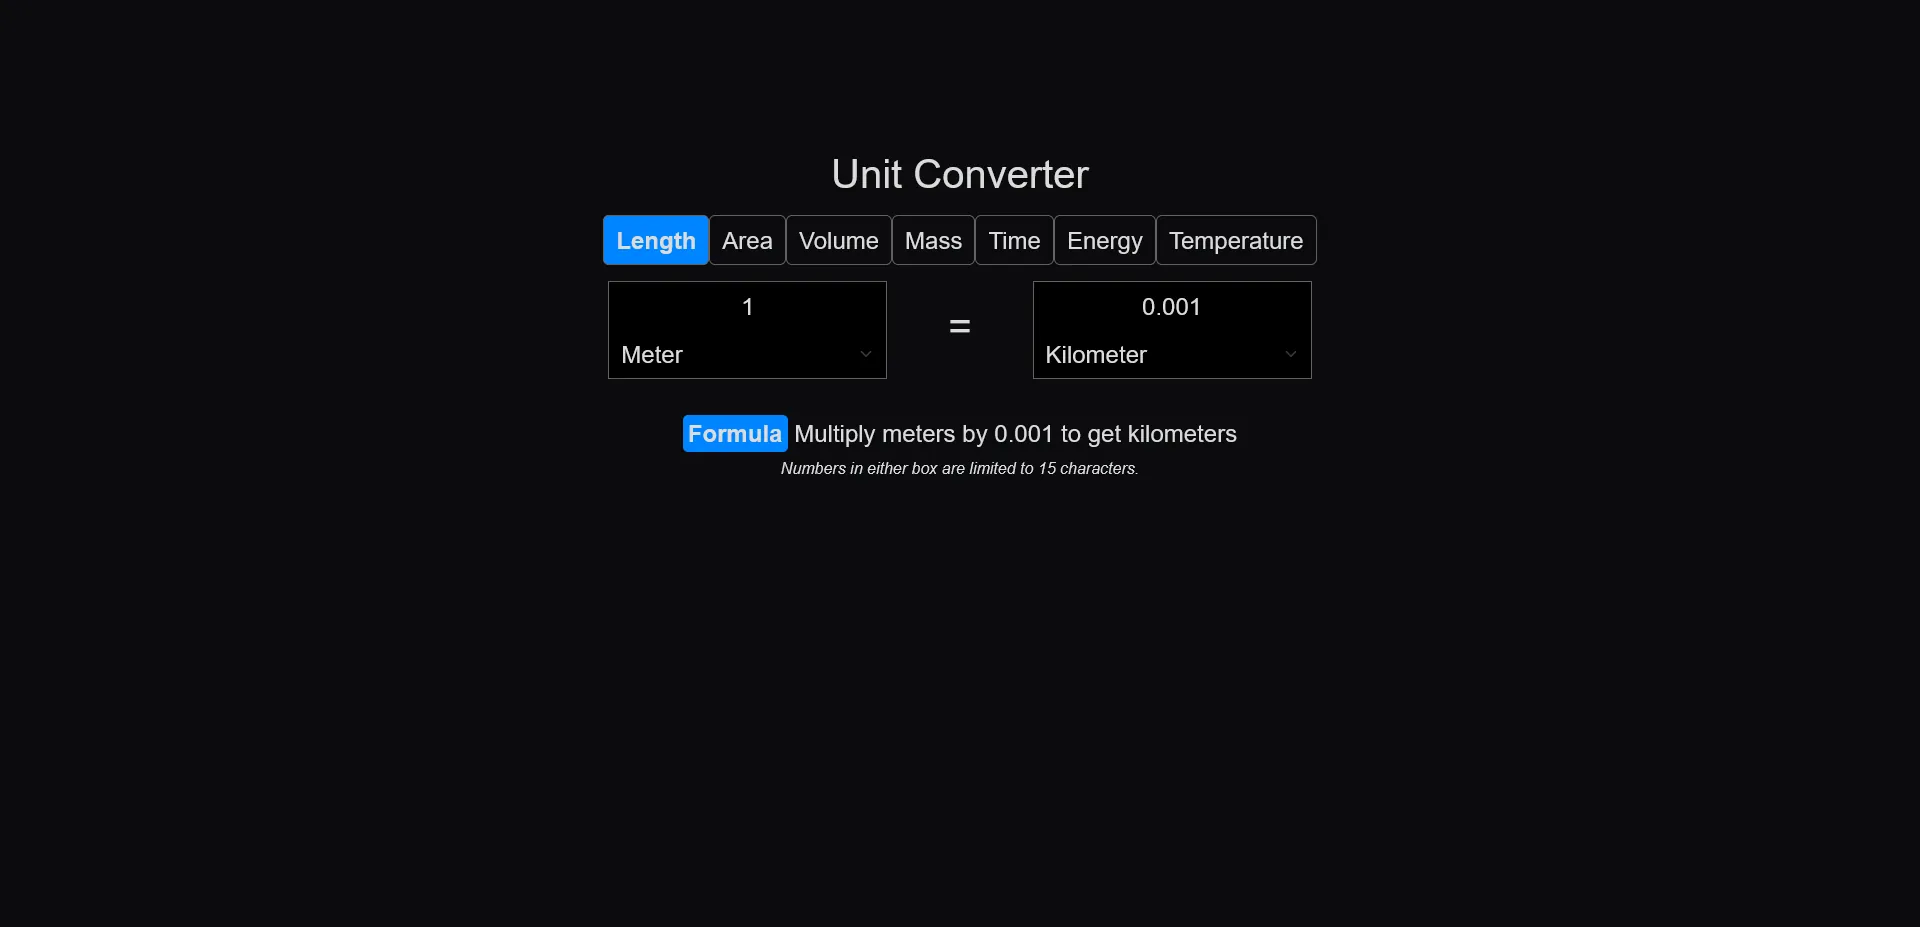 Unit Converter
Length Area Volume Mass Time Energy Temperature
1 = 0.001
Meter Kilometer
Formula Multiply meters by 0.001 to get kilometers
Numbers in either box are limited to 15 characters.